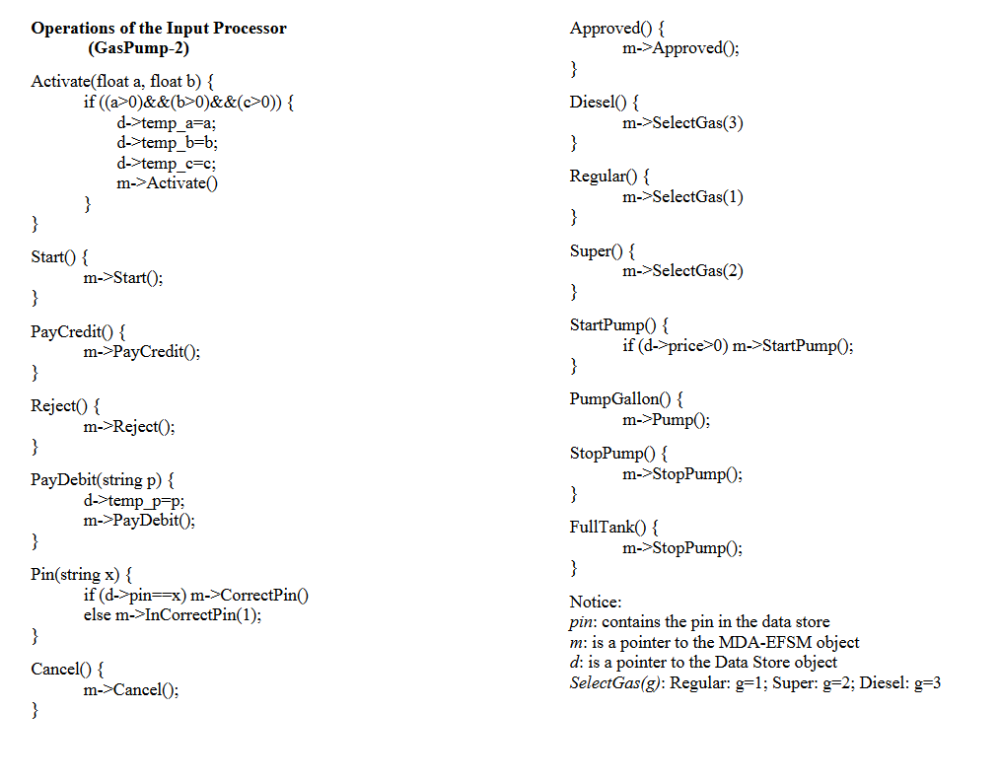 Operations of the Input Processor
(GasPump-2)
Activate(float a, float b) {
if ((a>0)&&(b>0)&&(c>0)) {
d->temp_a=a;
d->temp_b=b;
d->temp_c=c;
m->Activate()
}
}
Start() {
m->Start();
}
PayCredit() {
m->PayCredit();
}
Reject() {
m->Reject();
}
PayDebit(string p) {
d->temp_p=p;
m->PayDebit();
}
Pin(string x) {
if (d->pin==x) m->CorrectPin()
else m->InCorrectPin(1);
}
Cancel() {
m->Cancel();
}
Approved() {
m->Approved();
}
Diesel() {
m->SelectGas(3)
}
Regular() {
m->SelectGas(1)
}
Super() {
m->SelectGas(2)
}
StartPump() {
if (d->price>0) m->StartPump();
}
PumpGallon() {
m->Pump();
StopPump() {
m->StopPump();
}
FullTank() {
m->StopPump();
}
Notice:
pin: contains the pin in the data store
m: is a pointer to the MDA-EFSM object
d: is a pointer to the Data Store object
SelectGas(g): Regular: g=1; Super: g=2; Diesel: g=3